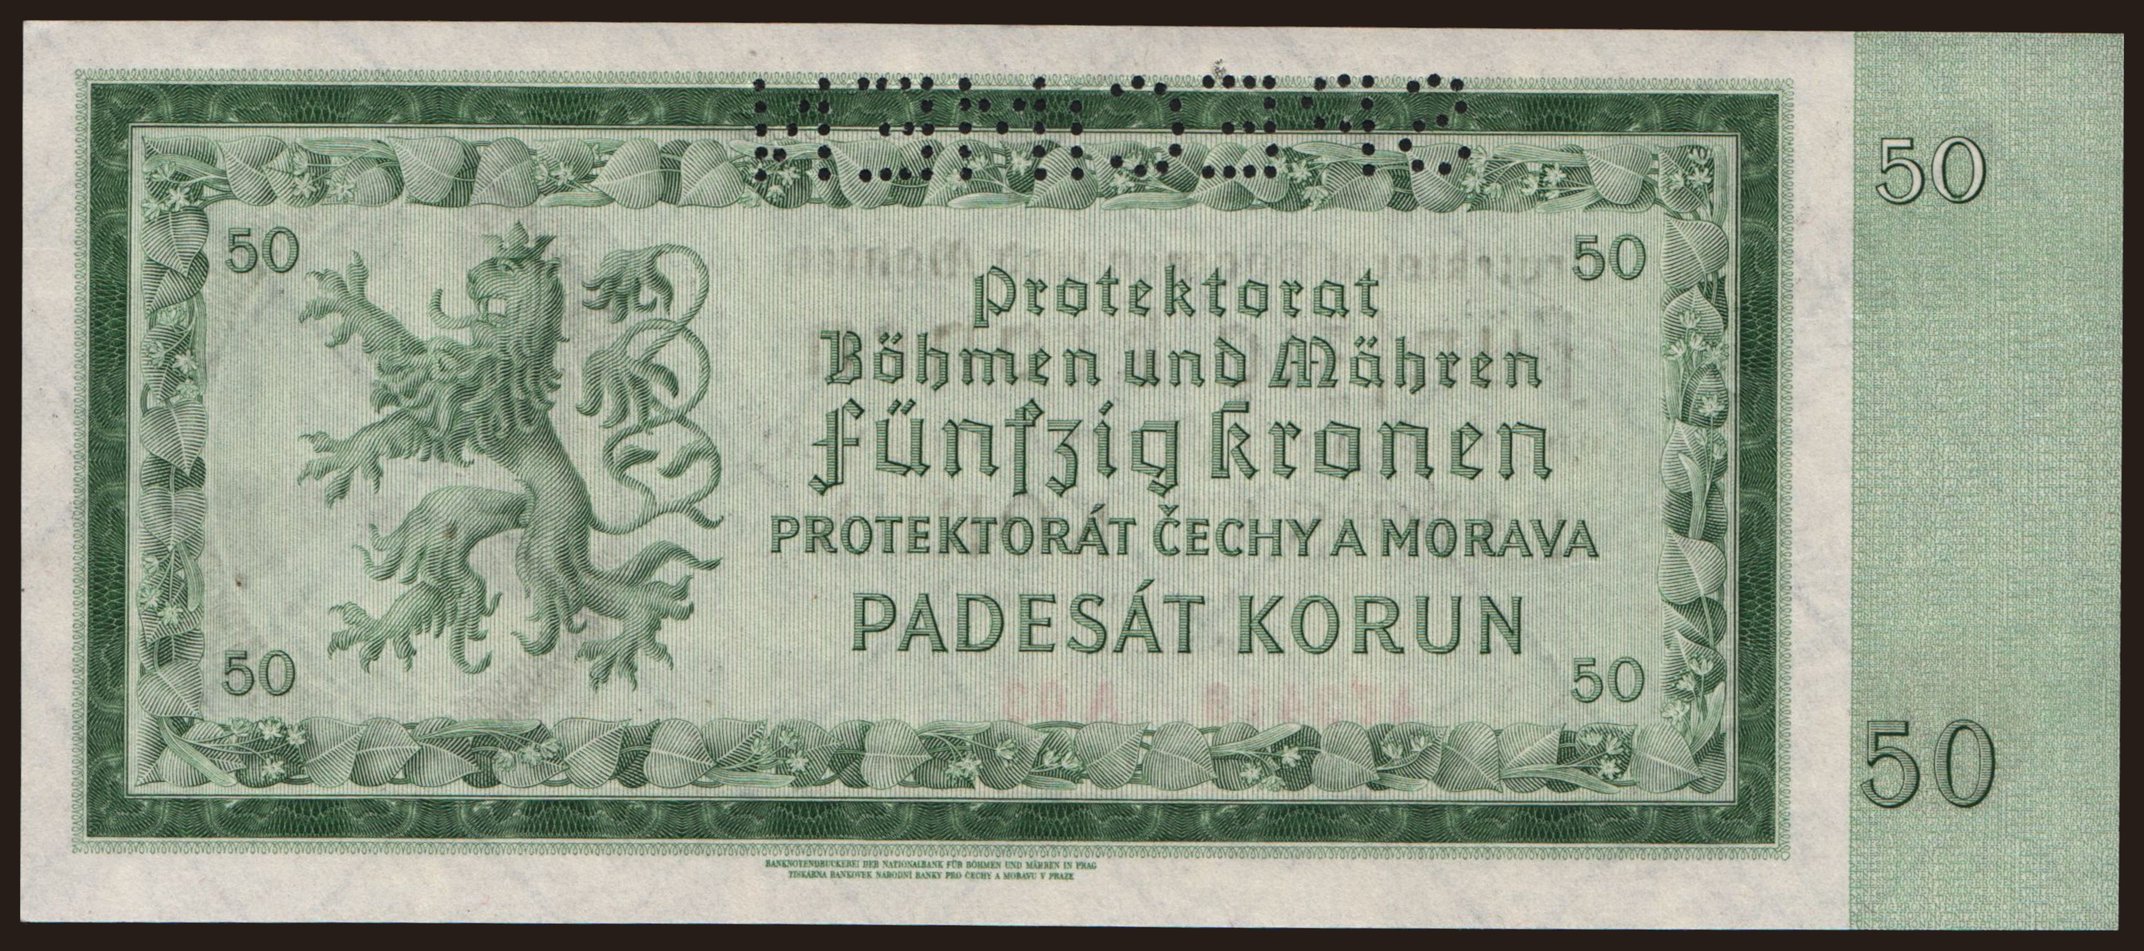 50
50
50
Protektorat
Böhmen und Mähren
Fünfzig Kronen
PROTEKTORÁT ČECHY A MORAVA
PADESÁT KORUN
50
50
50
BANKNOTENDRUCKEREI DER NATIONALBANK FÜR BÖHMEN UND MÄHREN IN PRAG
TISKÁRNA BANKOVEK NÁRODNÍ BANKY PRO ČECHY A MORAVU V PRAZE